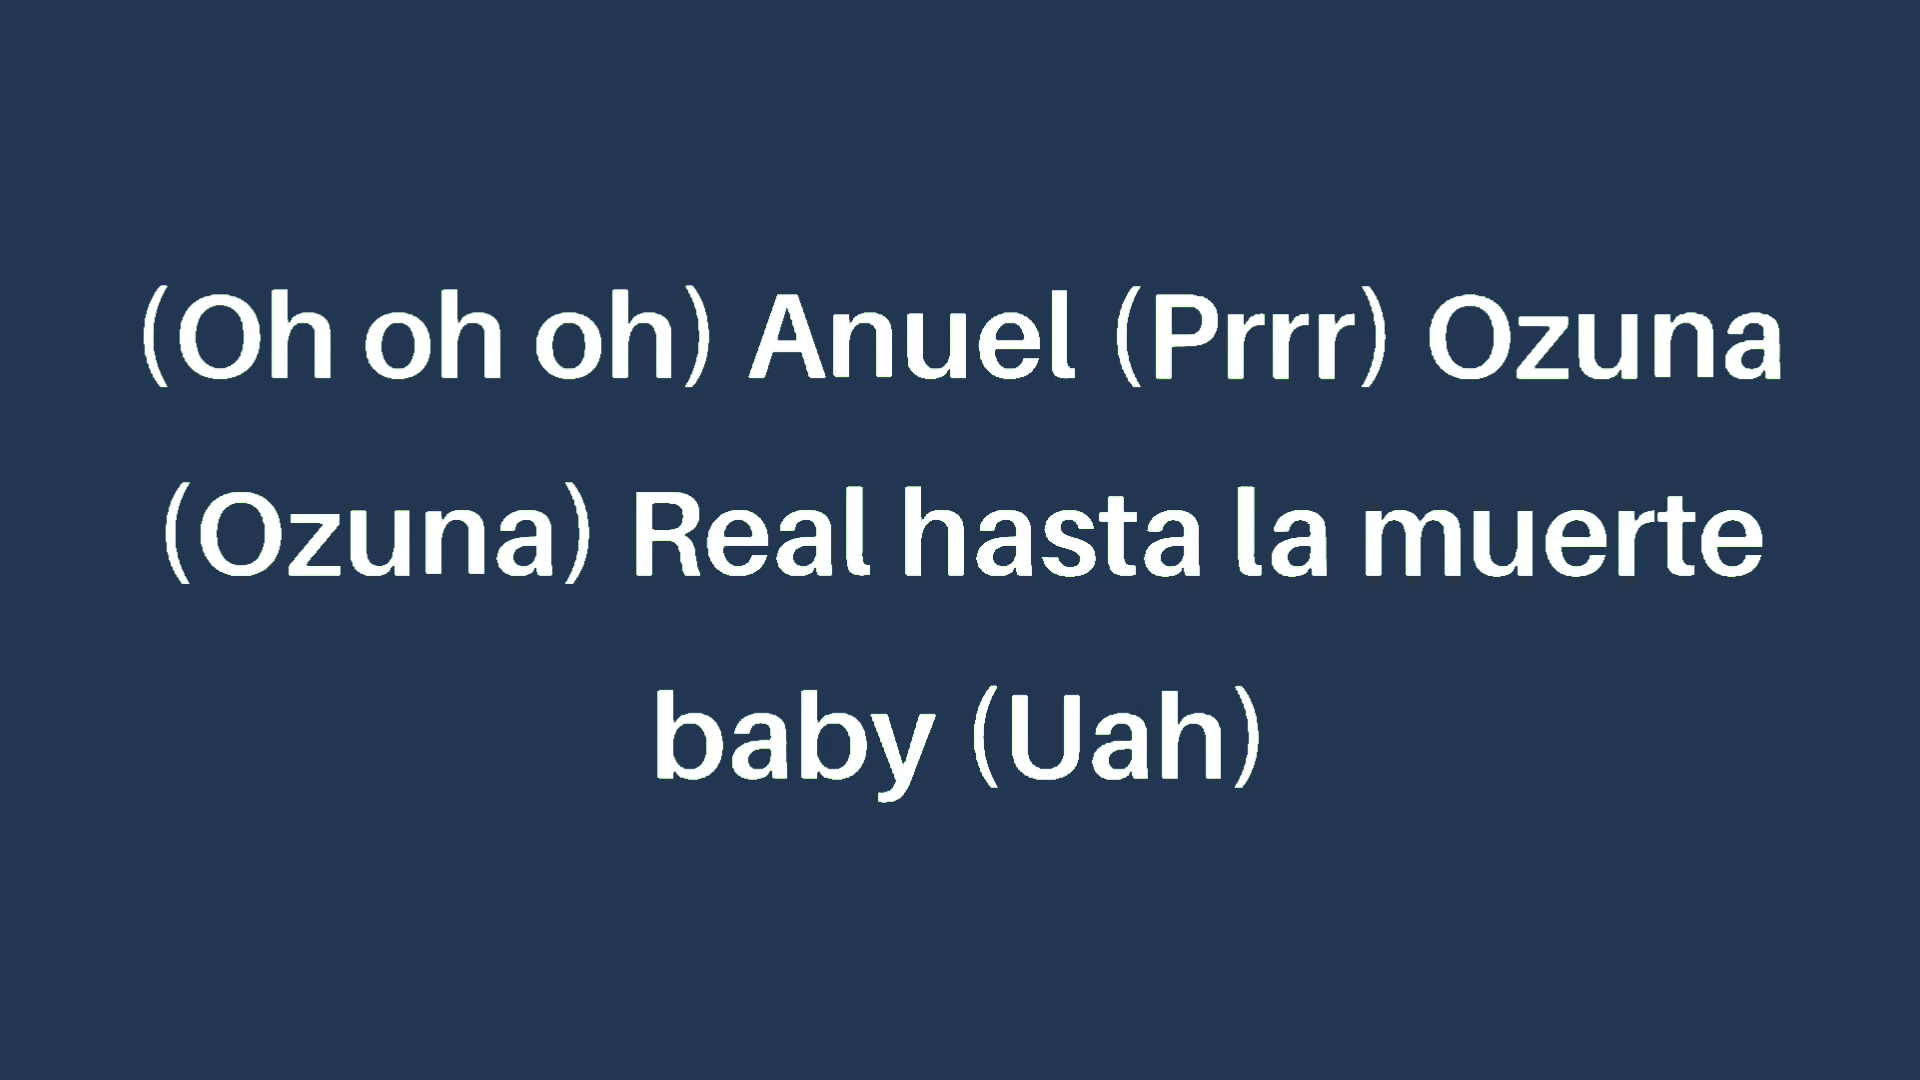 (Oh oh oh) Anuel (Prrr) Ozuna
(Ozuna) Real hasta la muerte
baby (Uah)